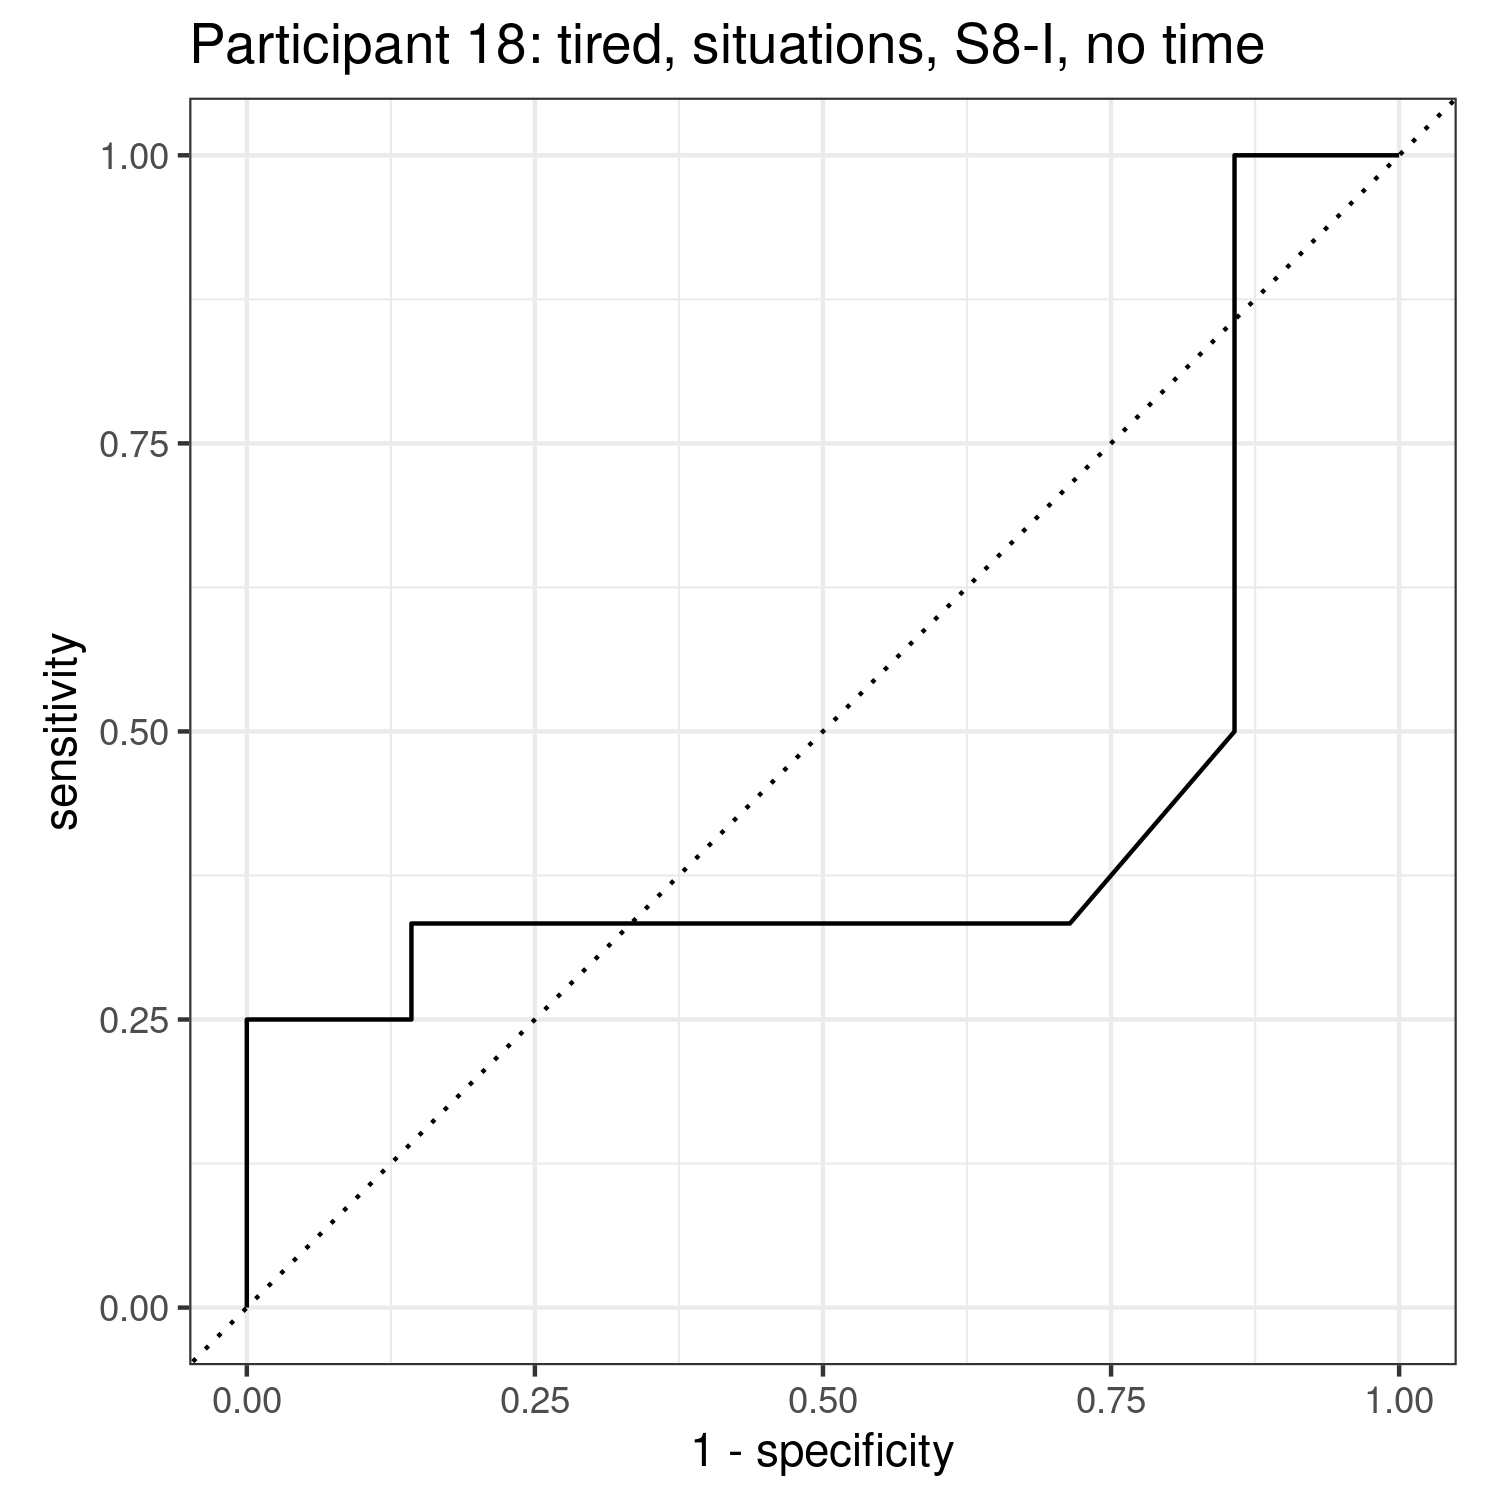 Participant 18: tired, situations, S8-I, no time
1.00
0.75
0.50
0.25
0.00
sensitivity
0.00 0.25 0.50 0.75 1.00
1 - specificity